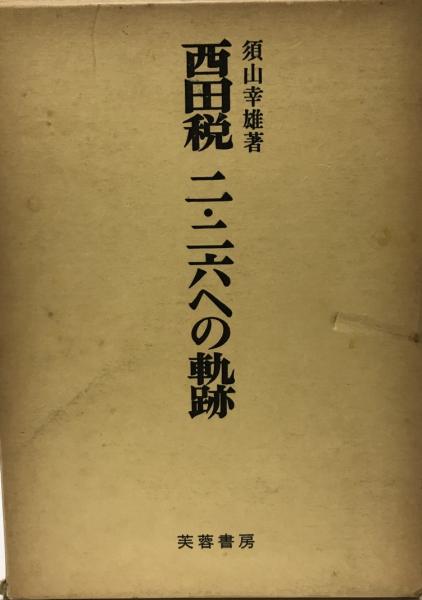 須山幸雄著
西田税 二・二六への軌跡
芙蓉書房